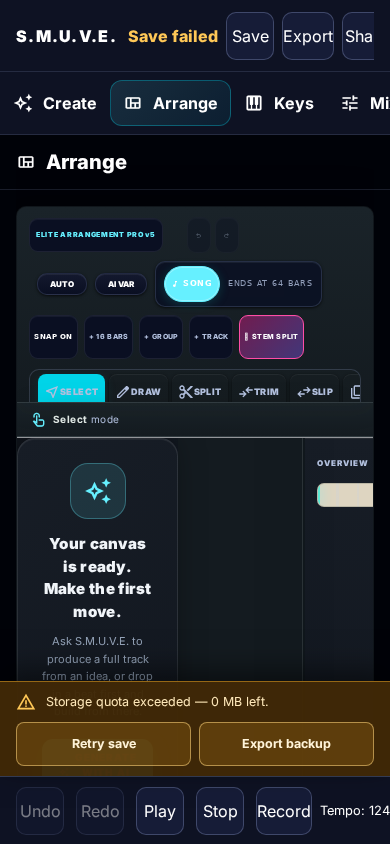 S.M.U.V.E. Save failed Save Export Sha
Create Arrange Keys Mi
Arrange
ELITE ARRANGEMENT PRO v5
AUTO AI VAR ♪ SONG ENDS AT 64 BARS
SNAP ON + 16 BARS + GROUP + TRACK STEM SPLIT
SELECT DRAW SPLIT TRIM SLIP
Select mode
OVERVIEW
Your canvas
is ready.
Make the first
move.
Ask S.M.U.V.E. to
produce a full track
from an idea, or drop
Storage quota exceeded — 0 MB left.
Retry save Export backup
Undo Redo Play Stop Record Tempo: 124